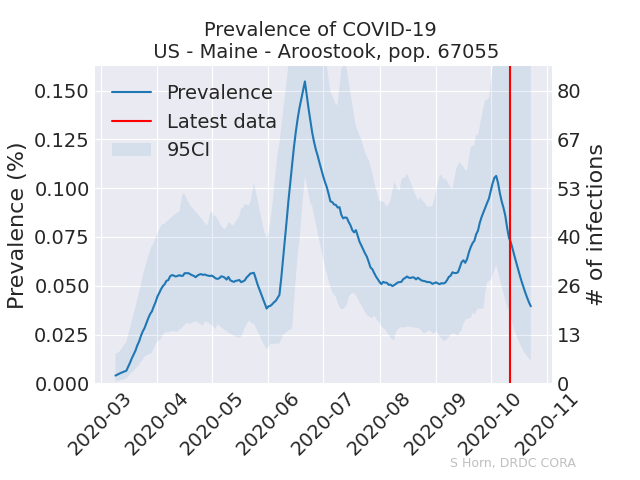 Prevalence of COVID-19
US - Maine - Aroostook, pop. 67055
Prevalence (%)
0.150
0.125
0.100
0.075
0.050
0.025
0.000
Prevalence
Latest data
95CI
80
67
53
40
26
13
0
# of infections
2020-03
2020-04
2020-05
2020-06
2020-07
2020-08
2020-09
2020-10
2020-11
S Horn, DRDC CORA